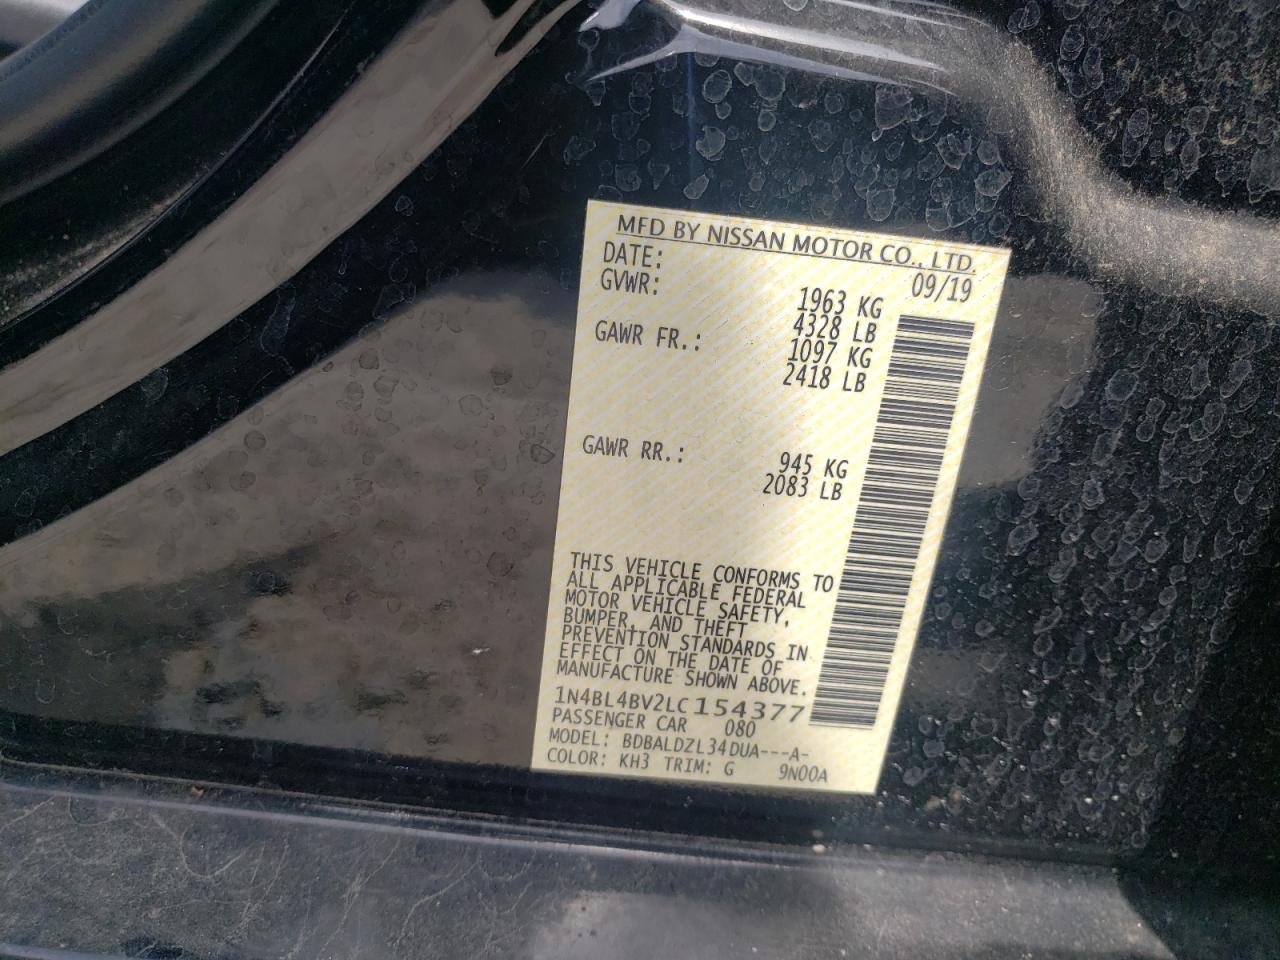 MFD BY NISSAN MOTOR CO., LTD.
DATE: 09/19
GVWR: 1963 KG
4328 LB
GAWR FR.: 1097 KG
2418 LB
GAWR RR.: 945 KG
2083 LB
THIS VEHICLE CONFORMS TO
ALL APPLICABLE FEDERAL
MOTOR VEHICLE SAFETY,
BUMPER, AND THEFT
PREVENTION STANDARDS IN
EFFECT ON THE DATE OF
MANUFACTURE SHOWN ABOVE.
1N4BL4BV2LC154377
PASSENGER CAR 080
MODEL: BDBALDZL34DUA---A-
COLOR: KH3 TRIM: G 9N00A